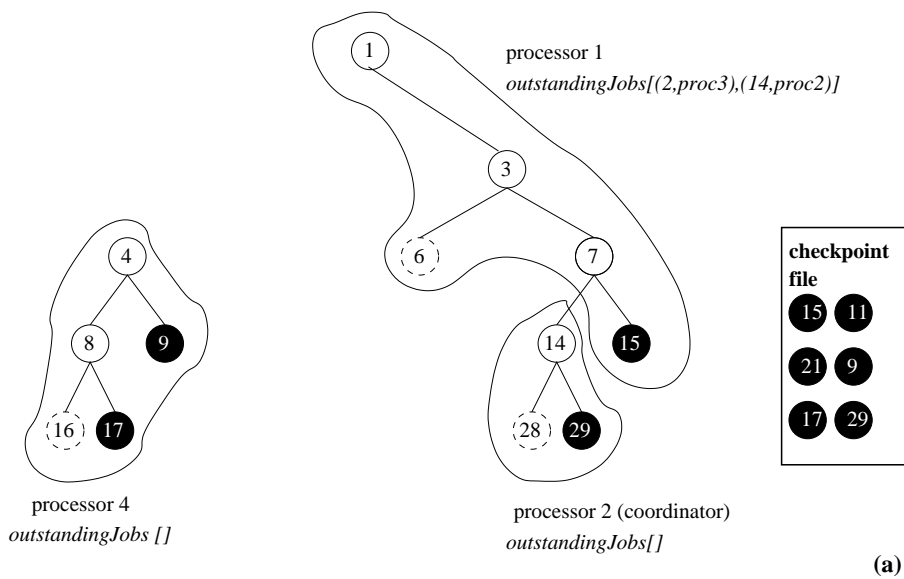 1
processor 1
outstandingJobs[(2,proc3),(14,proc2)]
3
6
7
4
8
9
14
15
16
17
28
29
checkpoint
file
15 11
21 9
17 29
processor 4
outstandingJobs []
processor 2 (coordinator)
outstandingJobs[]
(a)